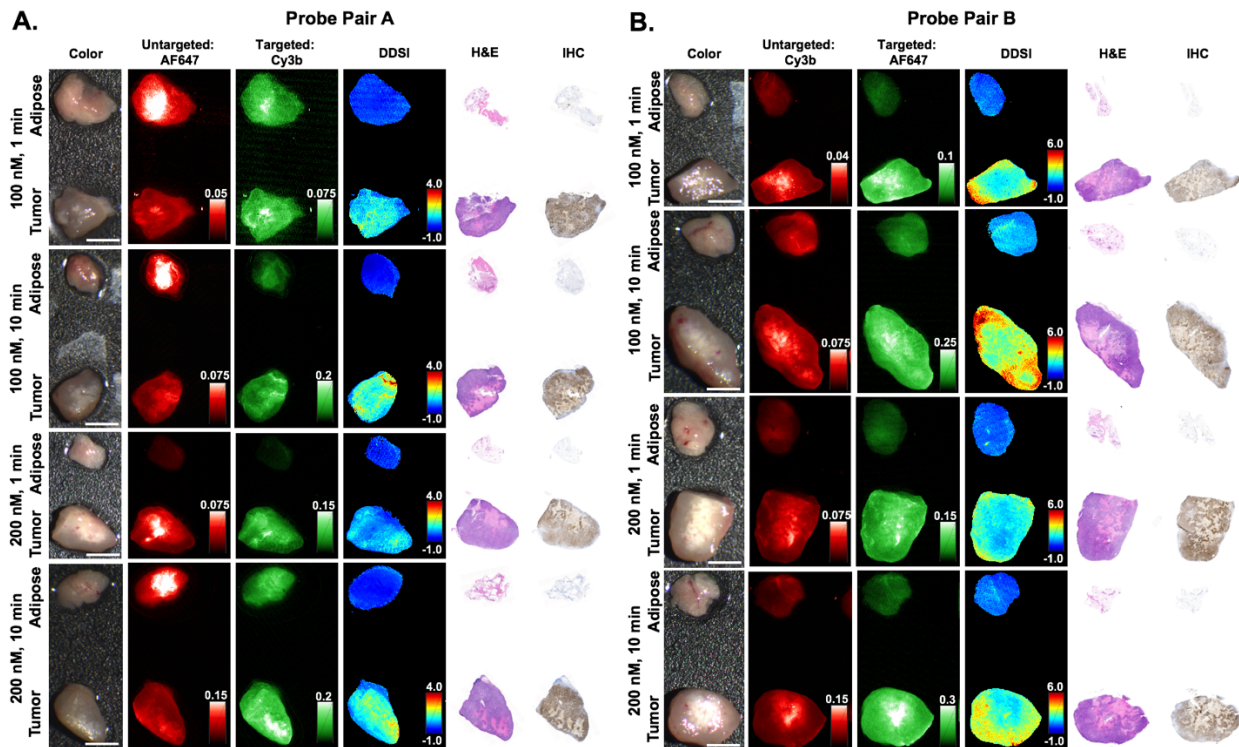 A.
Probe Pair A
Color
Untargeted:
AF647
Targeted:
Cy3b
DDSI
H&E
IHC
100 nM, 1 min
Adipose
Tumor
0.05
0.075
4.0
-1.0
100 nM, 10 min
Adipose
Tumor
0.075
0.2
4.0
-1.0
200 nM, 1 min
Adipose
Tumor
0.075
0.15
4.0
-1.0
200 nM, 10 min
Adipose
Tumor
0.15
0.2
4.0
-1.0
B.
Probe Pair B
Color
Untargeted:
Cy3b
Targeted:
AF647
DDSI
H&E
IHC
100 nM, 1 min
Adipose
Tumor
0.04
0.1
6.0
-1.0
100 nM, 10 min
Adipose
Tumor
0.075
0.25
6.0
-1.0
200 nM, 1 min
Adipose
Tumor
0.075
0.15
6.0
-1.0
200 nM, 10 min
Adipose
Tumor
0.15
0.3
6.0
-1.0